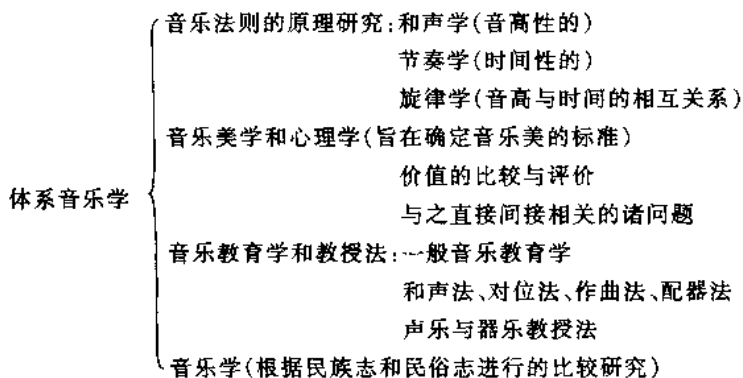 音乐法则的原理研究:和声学(音高性的)
节奏学(时间性的)
旋律学(音高与时间的相互关系)
音乐美学和心理学(旨在确定音乐美的标准)
价值的比较与评价
体系音乐学
与之直接间接相关的诸问题
音乐教育学和教授法:一般音乐教育学
和声法、对位法、作曲法、配器法
声乐与器乐教授法
音乐学(根据民族志和民俗志进行的比较研究)